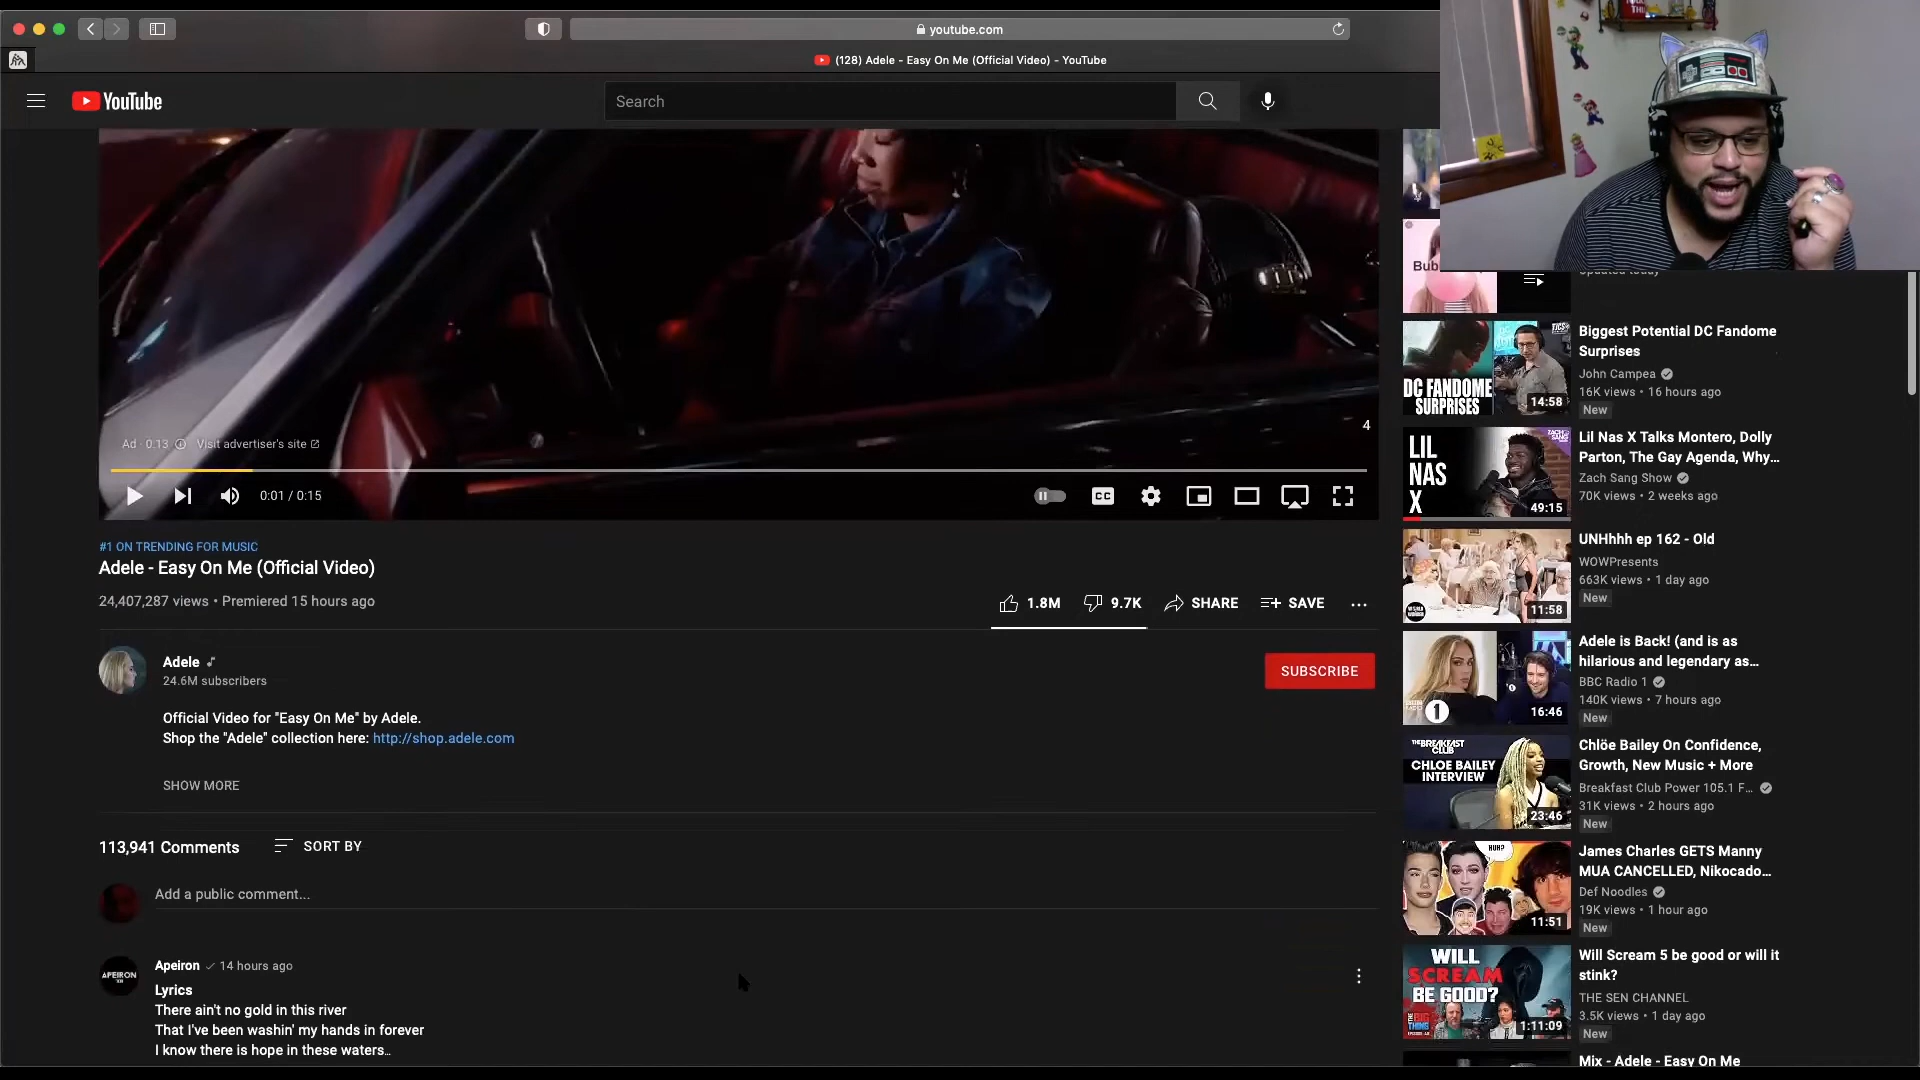 youtube.com
(128) Adele - Easy On Me (Official Video) - YouTube
YouTube
Search
4
Ad · 0:13
Visit advertiser's site
0:01 / 0:15
CC
#1 ON TRENDING FOR MUSIC
Adele - Easy On Me (Official Video)
24,407,287 views • Premiered 15 hours ago
1.8M
9.7K
SHARE
SAVE
Adele
24.6M subscribers
SUBSCRIBE
Official Video for "Easy On Me" by Adele.
Shop the "Adele" collection here: http://shop.adele.com
SHOW MORE
113,941 Comments
SORT BY
Add a public comment...
APEIRON
Apeiron
14 hours ago
Lyrics
There ain't no gold in this river
That I've been washin' my hands in forever
I know there is hope in these waters...
Bub
Updated today
DC FANDOME
SURPRISES
14:58
Biggest Potential DC Fandome
Surprises
John Campea
16K views • 16 hours ago
New
LIL
NAS
X
49:15
Lil Nas X Talks Montero, Dolly
Parton, The Gay Agenda, Why...
Zach Sang Show
70K views • 2 weeks ago
11:58
UNHhhh ep 162 - Old
WOWPresents
663K views • 1 day ago
New
1
16:46
Adele is Back! (and is as
hilarious and legendary as...
BBC Radio 1
140K views • 7 hours ago
New
THE BREAKFAST
CLUB
CHLOE BAILEY
INTERVIEW
23:46
Chlöe Bailey On Confidence,
Growth, New Music + More
Breakfast Club Power 105.1 F...
31K views • 2 hours ago
New
HUH?
11:51
James Charles GETS Manny
MUA CANCELLED, Nikocado...
Def Noodles
19K views • 1 hour ago
New
WILL
SCREAM
BE GOOD?
1:11:09
Will Scream 5 be good or will it
stink?
THE SEN CHANNEL
3.5K views • 1 day ago
New
Mix - Adele - Easy On Me